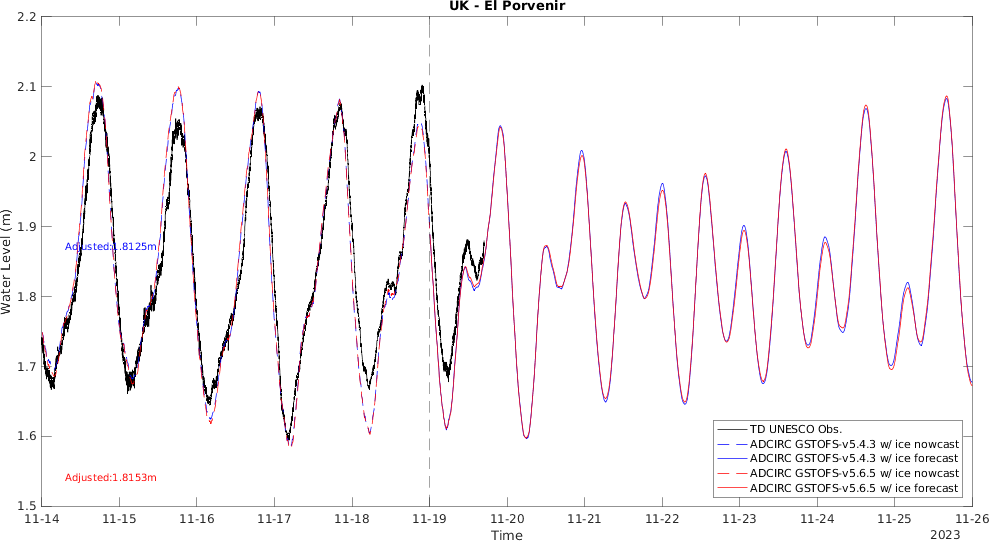 UK - El Porvenir
2.2
2.1
2
1.9
1.8
1.7
1.6
1.5
Water Level (m)
Adjusted:1.8125m
Adjusted:1.8153m
TD UNESCO Obs.
ADCIRC GSTOFS-v5.4.3 w/ ice nowcast
ADCIRC GSTOFS-v5.4.3 w/ ice forecast
ADCIRC GSTOFS-v5.6.5 w/ ice nowcast
ADCIRC GSTOFS-v5.6.5 w/ ice forecast
11-14 11-15 11-16 11-17 11-18 11-19 11-20 11-21 11-22 11-23 11-24 11-25 11-26
Time
2023